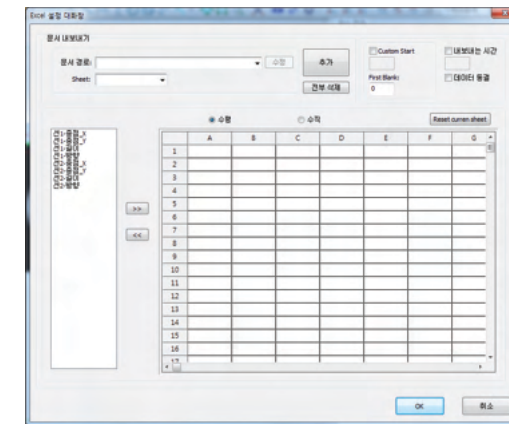 Excel 설정 대화창
문서 내보내기
문서 경로: 수정 추가
Sheet: 전부 삭제
Custom Start
First Blank:
0
내보내는 시간
데이터 동결
수평 수직 Reset curren sheet
A B C D E F G
1
2
3
4
5
6
7
8
9
10
11
12
13
14
15
16
17
>>
<<
OK 취소